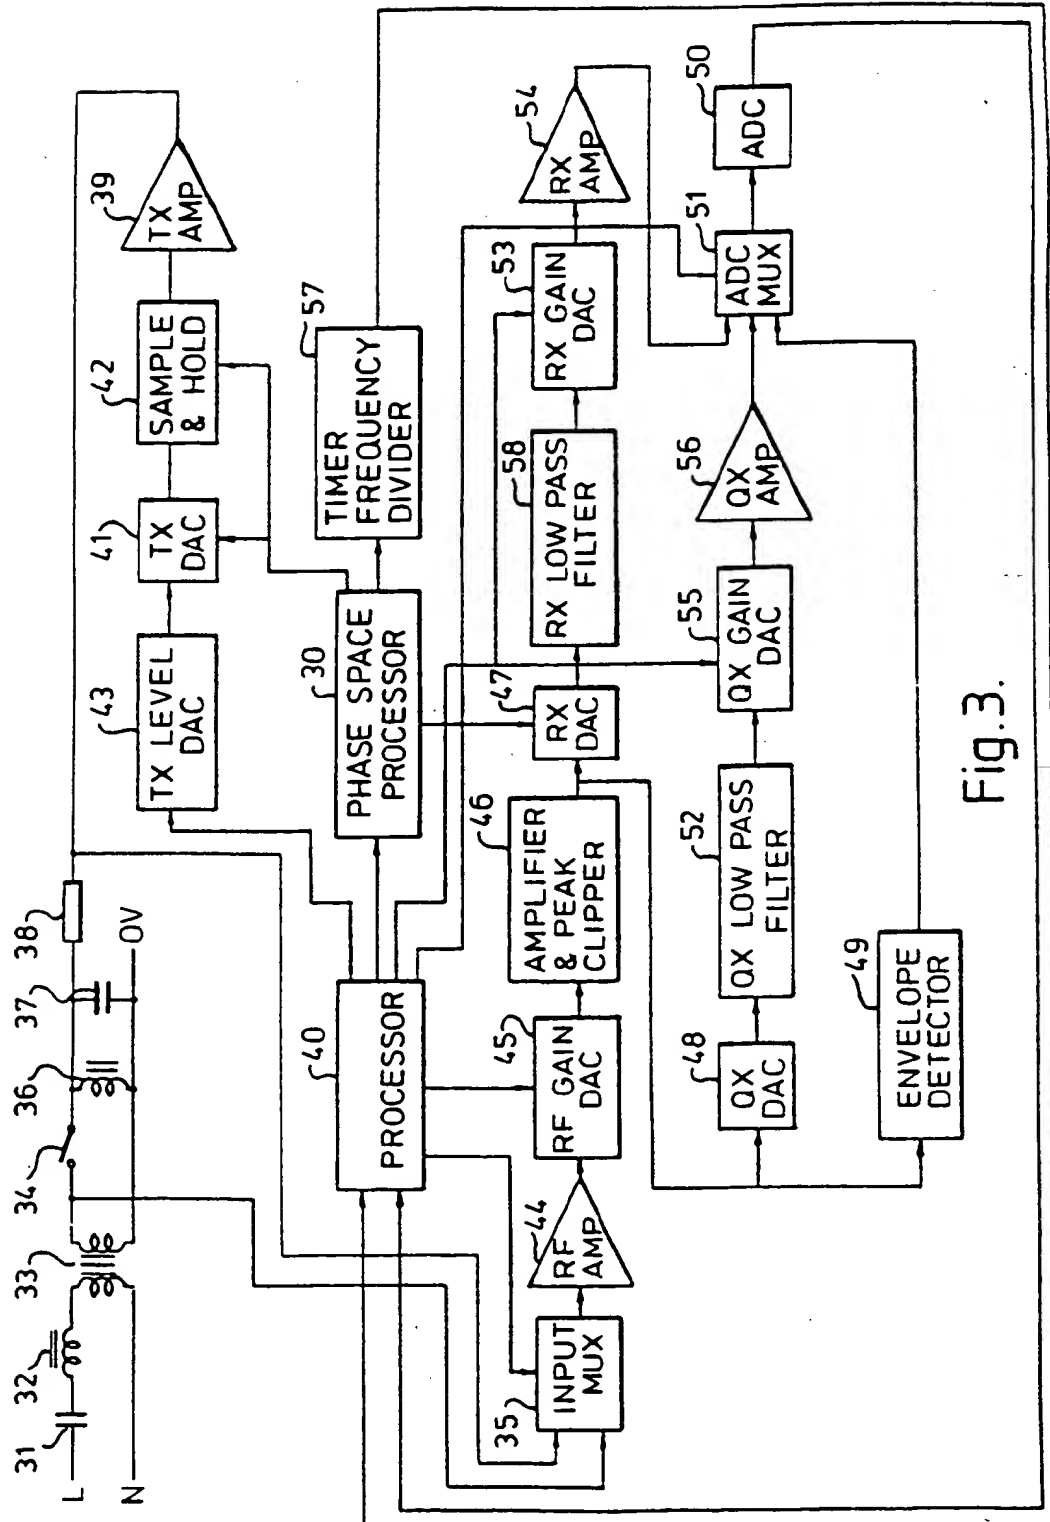 L
N
31
32
33
34
36
37
38
0V
43
TX LEVEL
DAC
41
TX
DAC
42
SAMPLE
& HOLD
39
TX
AMP
40
PROCESSOR
30
PHASE SPACE
PROCESSOR
57
TIMER
FREQUENCY
DIVIDER
35
INPUT
MUX
44
RF
AMP
45
RF GAIN
DAC
46
AMPLIFIER
& PEAK
CLIPPER
47
RX
DAC
58
RX LOW PASS
FILTER
53
RX GAIN
DAC
54
RX
AMP
48
QX
DAC
52
QX LOW PASS
FILTER
55
QX GAIN
DAC
56
QX
AMP
51
ADC
MUX
50
ADC
49
ENVELOPE
DETECTOR
Fig.3.